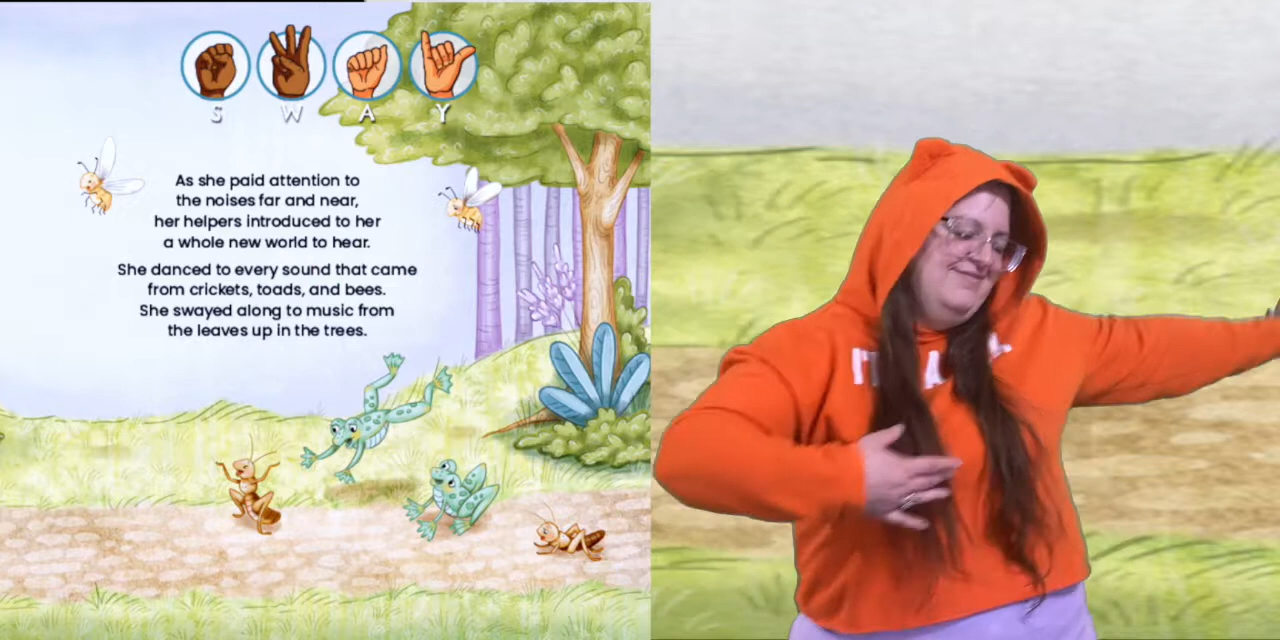 S W A Y
As she paid attention to
the noises far and near,
her helpers introduced to her
a whole new world to hear.
She danced to every sound that came
from crickets, toads, and bees.
She swayed along to music from
the leaves up in the trees.